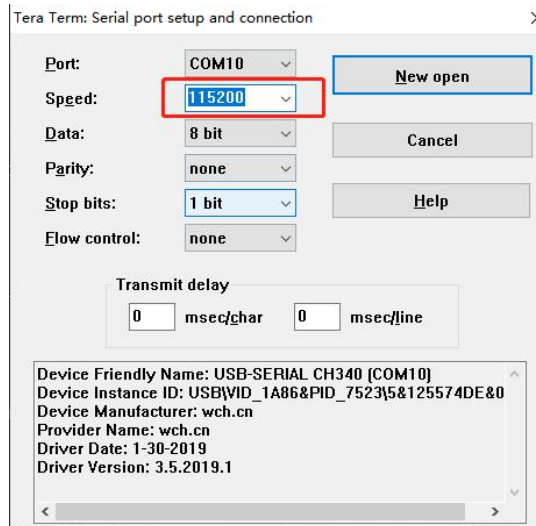 Tera Term: Serial port setup and connection
Port: COM10
New open
Speed: 115200
Data: 8 bit
Cancel
Parity: none
Stop bits: 1 bit
Help
Flow control: none
Transmit delay
0 msec/char 0 msec/line
Device Friendly Name: USB-SERIAL CH340 (COM10)
Device Instance ID: USB\VID_1A86&PID_7523\5&125574DE&0
Device Manufacturer: wch.cn
Provider Name: wch.cn
Driver Date: 1-30-2019
Driver Version: 3.5.2019.1